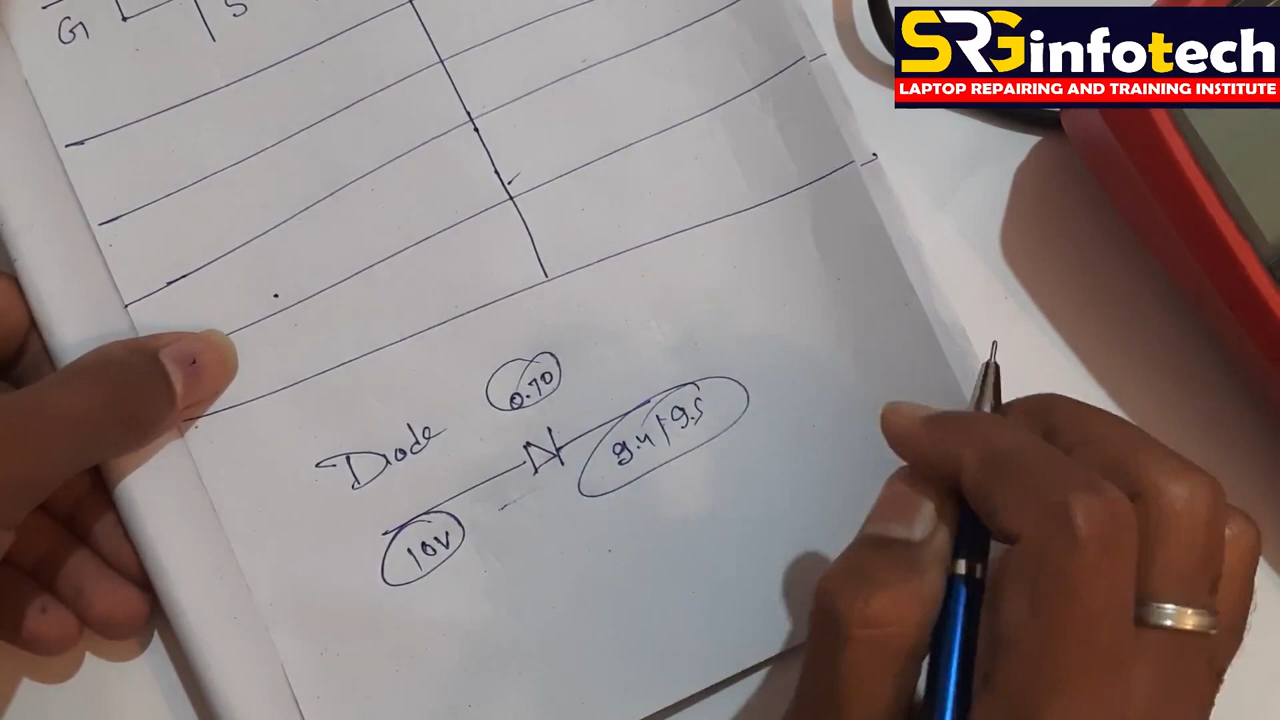 SRGinfotech
LAPTOP REPAIRING AND TRAINING INSTITUTE
G S
0.70
Diode
9.4/9.5
10V